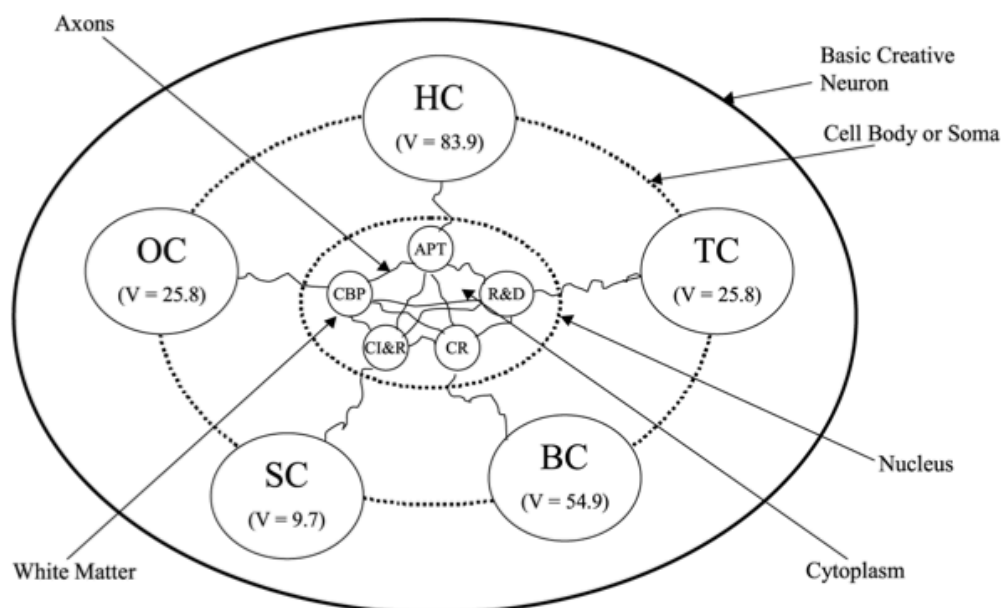 Axons
Basic Creative
Neuron
HC
(V = 83.9)
Cell Body or Soma
OC
(V = 25.8)
TC
(V = 25.8)
APT
CBP
R&D
CI&R
CR
SC
(V = 9.7)
BC
(V = 54.9)
Nucleus
White Matter
Cytoplasm